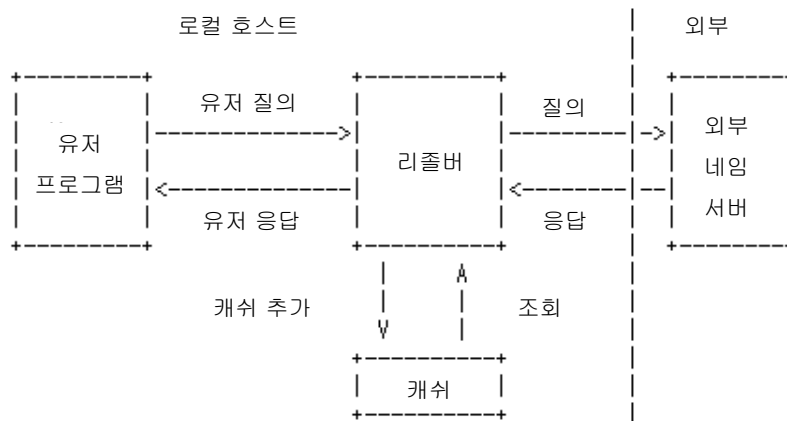 로컬 호스트
외부
유저 질의
질의
유저
프로그램
리졸버
외부
네임
서버
유저 응답
응답
캐쉬 추가
조회
캐쉬